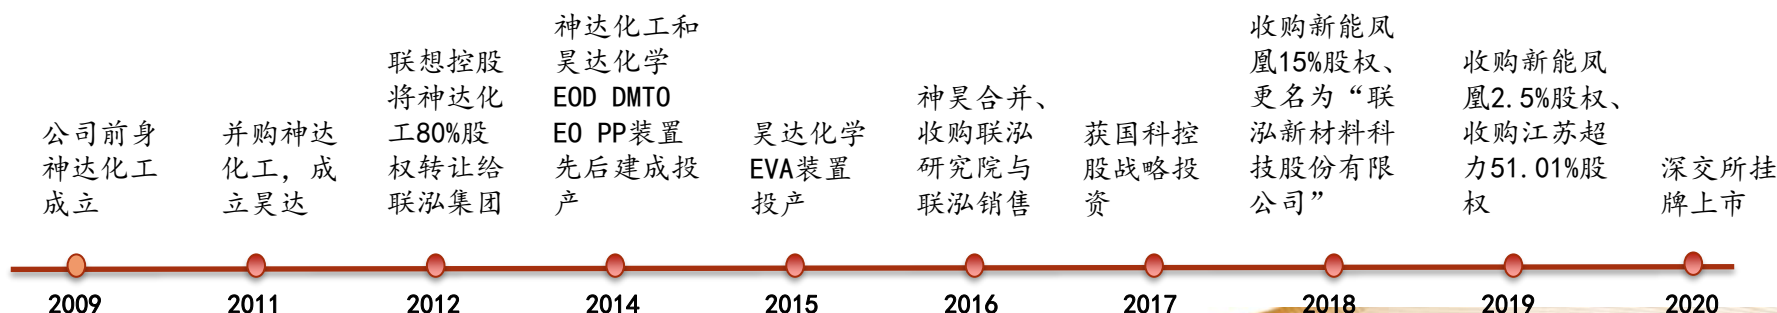 公司前身
神达化工
成立
并购神达
化工，成
立昊达
联想控股
将神达化
工80%股
权转让给
联泓集团
神达化工和
昊达化学
EOD DMTO
EO PP装置
先后建成投
产
昊达化学
EVA装置
投产
神昊合并、
收购联泓
研究院与
联泓销售
获国科控
股战略投
资
收购新能凤
凰15%股权、
更名为“联
泓新材料科
技股份有限
公司”
收购新能凤
凰2.5%股权、
收购江苏超
力51.01%股
权
深交所挂
牌上市
2009
2011
2012
2014
2015
2016
2017
2018
2019
2020